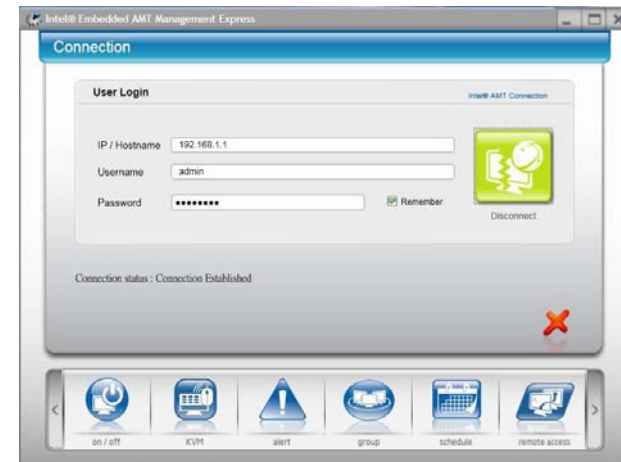 Intel® Embedded AMT Management Express
Connection
User Login
Intel® AMT Connection
IP / Hostname 192.168.1.1
Username admin
Password ●●●●●●●● Remember
Disconnect
Connection status : Connection Established
on / off KVM alert group schedule remote access